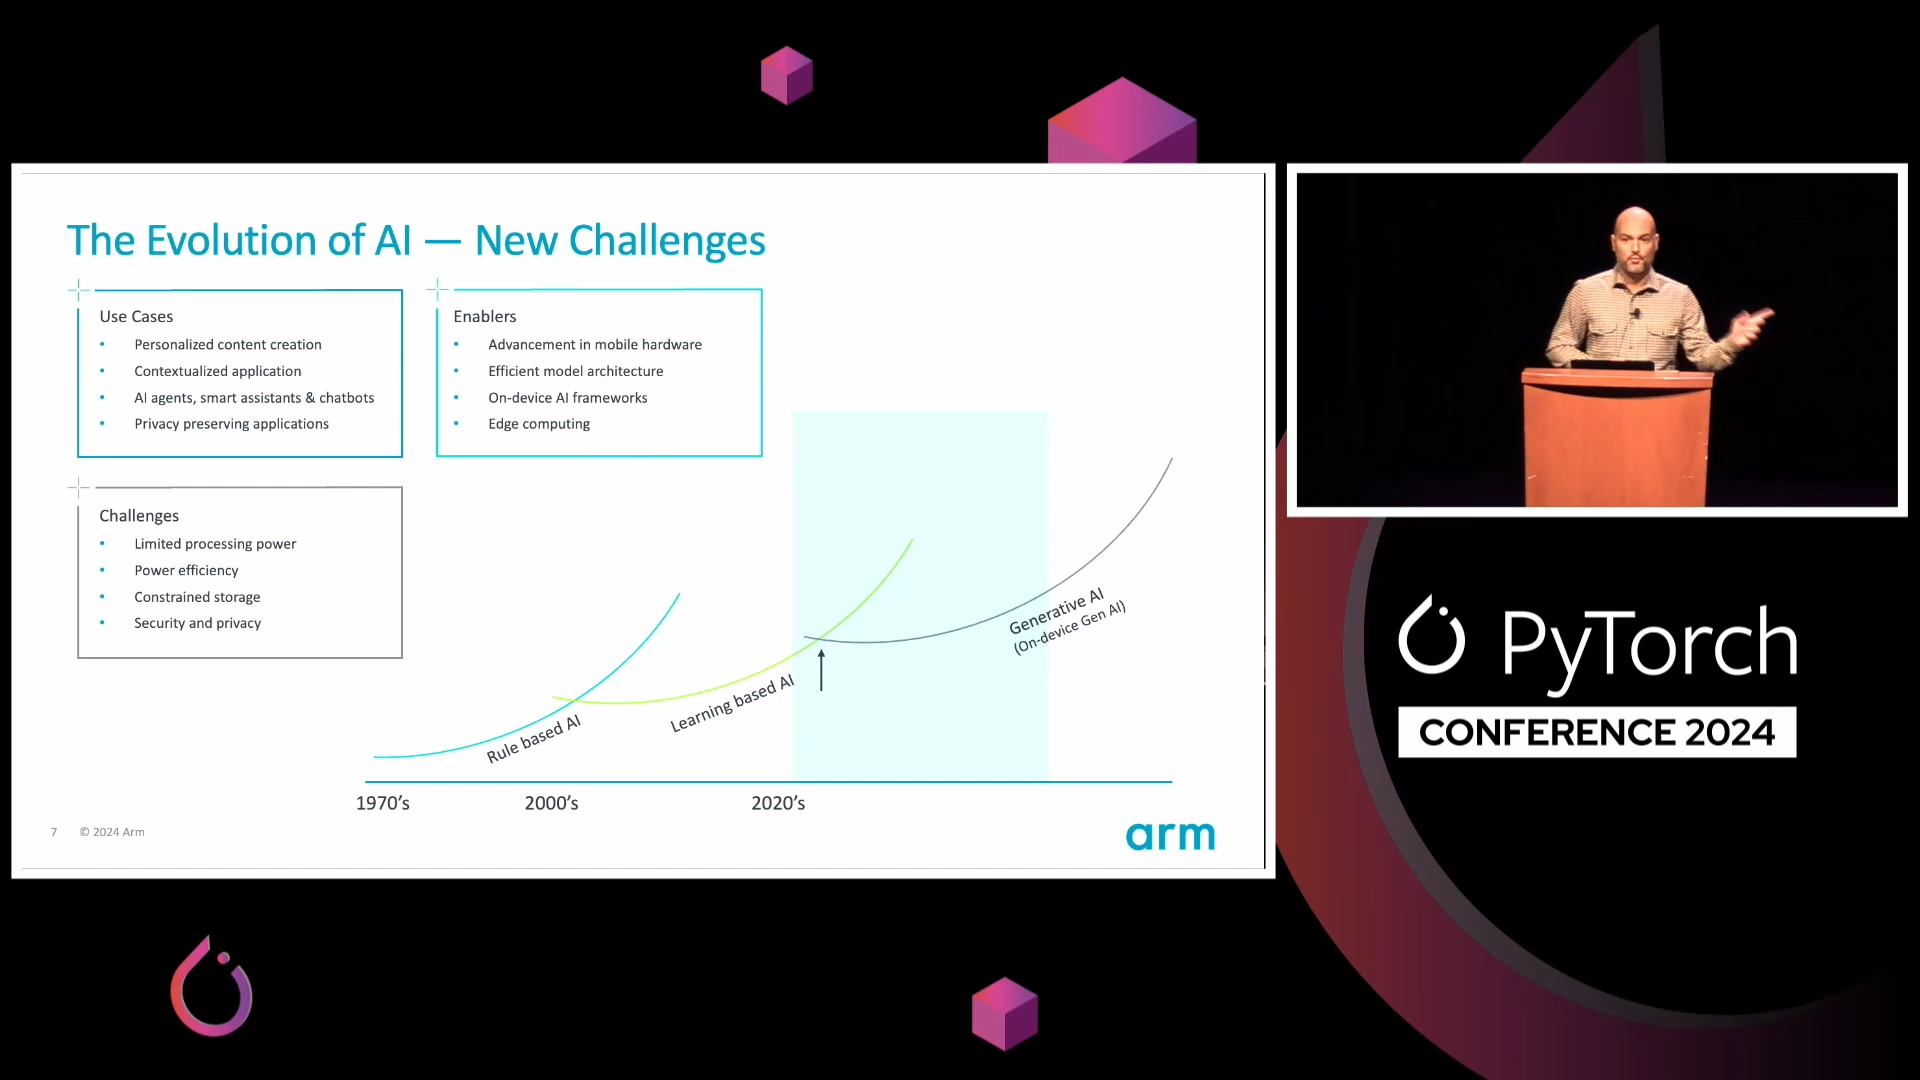 The Evolution of AI — New Challenges
Use Cases
• Personalized content creation
• Contextualized application
• AI agents, smart assistants & chatbots
• Privacy preserving applications
Enablers
• Advancement in mobile hardware
• Efficient model architecture
• On-device AI frameworks
• Edge computing
Challenges
• Limited processing power
• Power efficiency
• Constrained storage
• Security and privacy
Rule based AI
Learning based AI
Generative AI
(On-device Gen AI)
1970's 2000's 2020's
7 © 2024 Arm
arm
PyTorch
CONFERENCE 2024